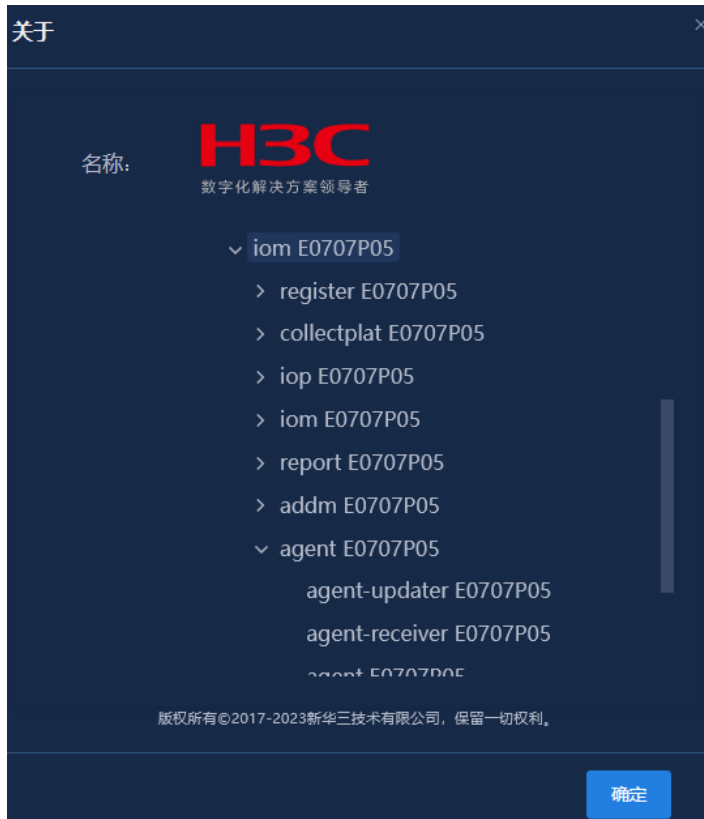 关于
×
名称:
H3C
数字化解决方案领导者
iom E0707P05
register E0707P05
collectplat E0707P05
iop E0707P05
iom E0707P05
report E0707P05
addm E0707P05
agent E0707P05
agent-updater E0707P05
agent-receiver E0707P05
agent E0707P05
版权所有©2017-2023新华三技术有限公司，保留一切权利。
确定